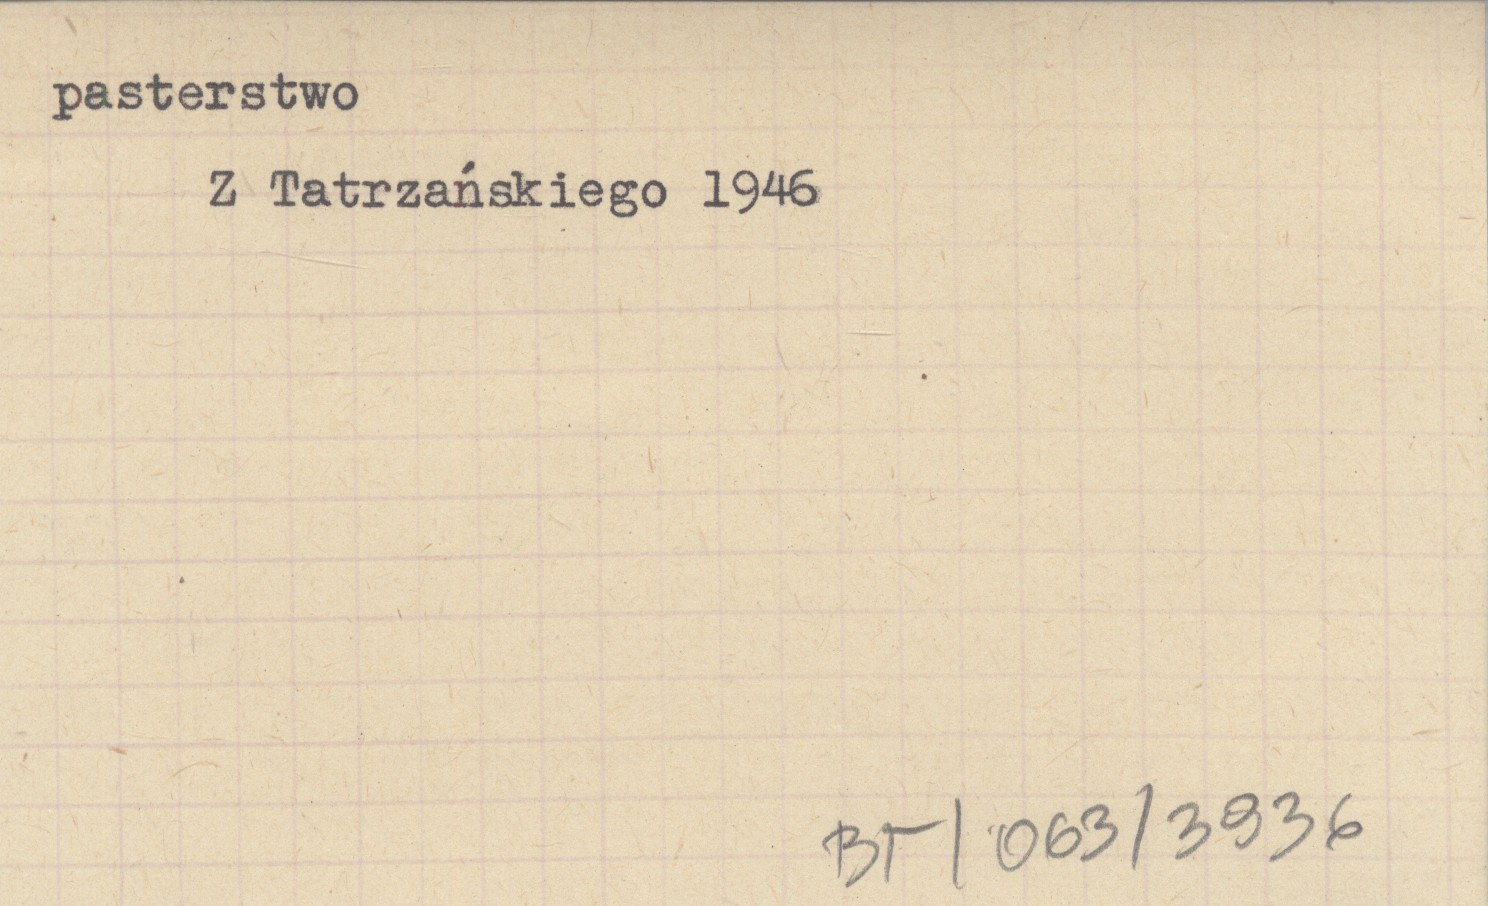 pasterstwo
Z Tatrzańskiego 1946
BT/063/3936